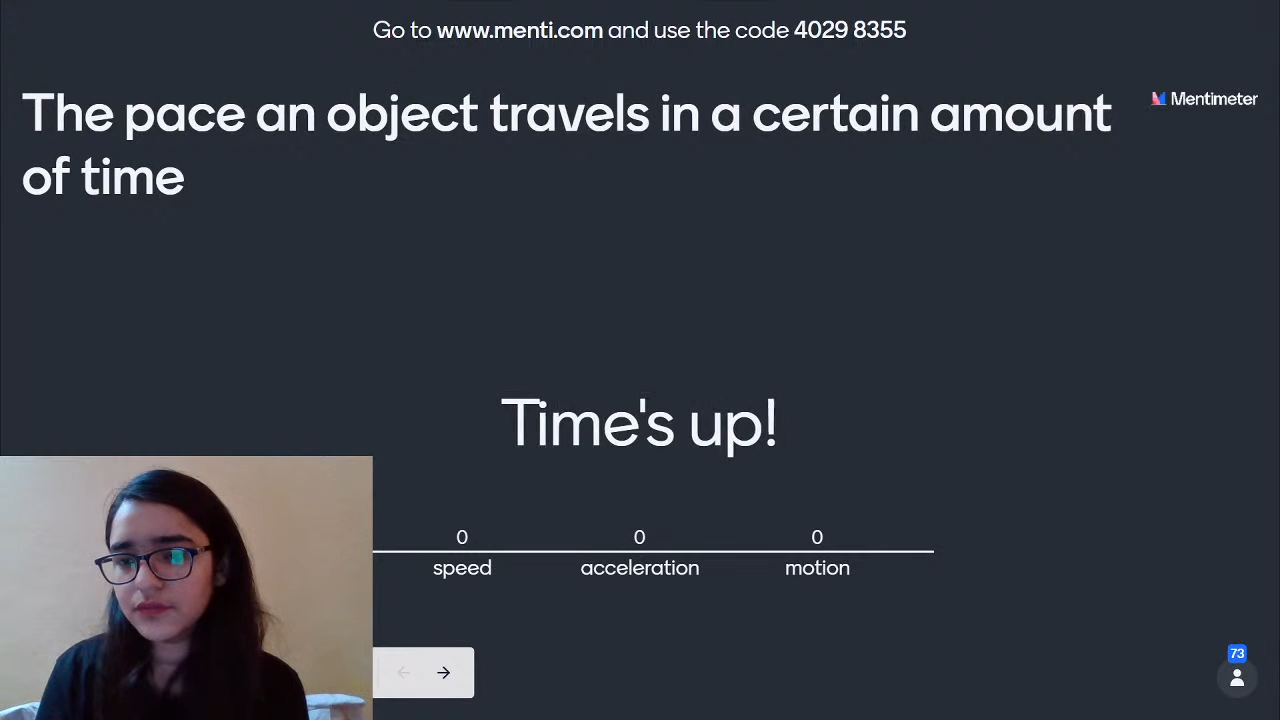 Go to www.menti.com and use the code 4029 8355
The pace an object travels in a certain amount
of time
Mentimeter
Time's up!
0 0 0
speed acceleration motion
73